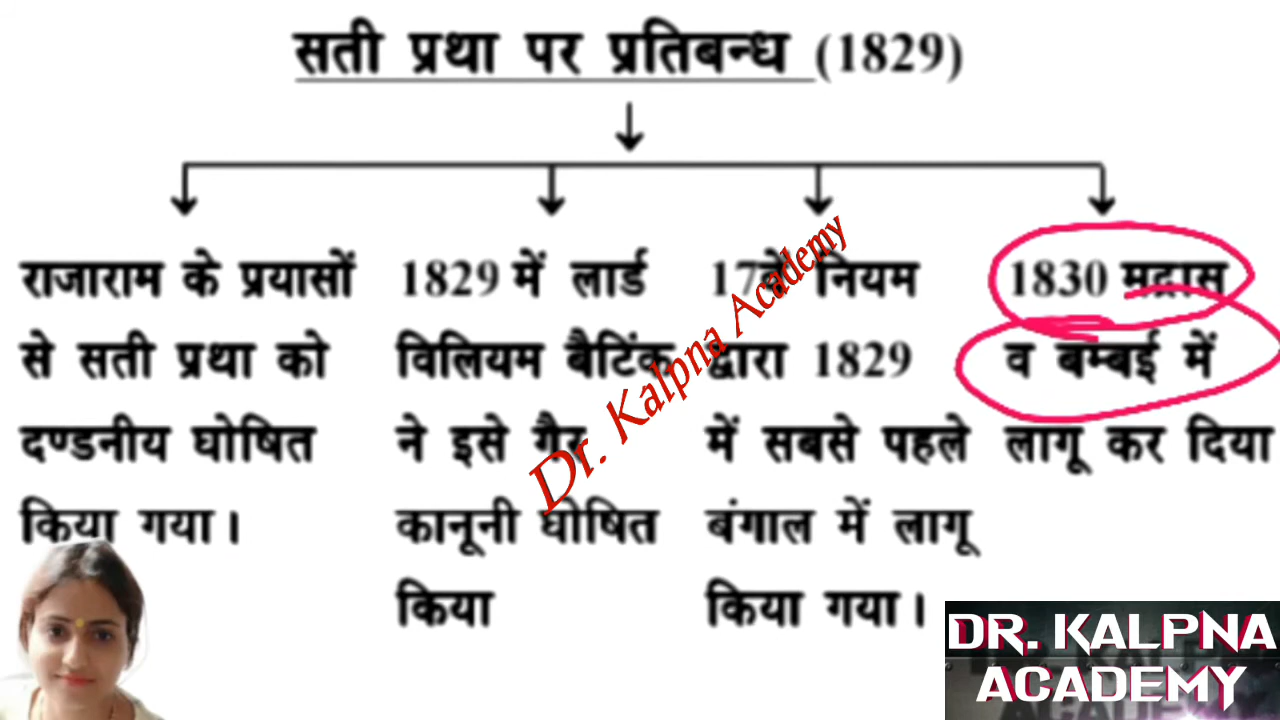 सती प्रथा पर प्रतिबन्ध (1829)
राजाराम के प्रयासों
से सती प्रथा को
दण्डनीय घोषित
किया गया।
1829 में लार्ड
विलियम बैटिंक
ने इसे गैर
कानूनी घोषित
किया
17वें नियम
द्वारा 1829
में सबसे पहले
बंगाल में लागू
किया गया।
1830 मद्रास
व बम्बई में
लागू कर दिया
Dr. Kalpna Academy
DR. KALPNA
ACADEMY